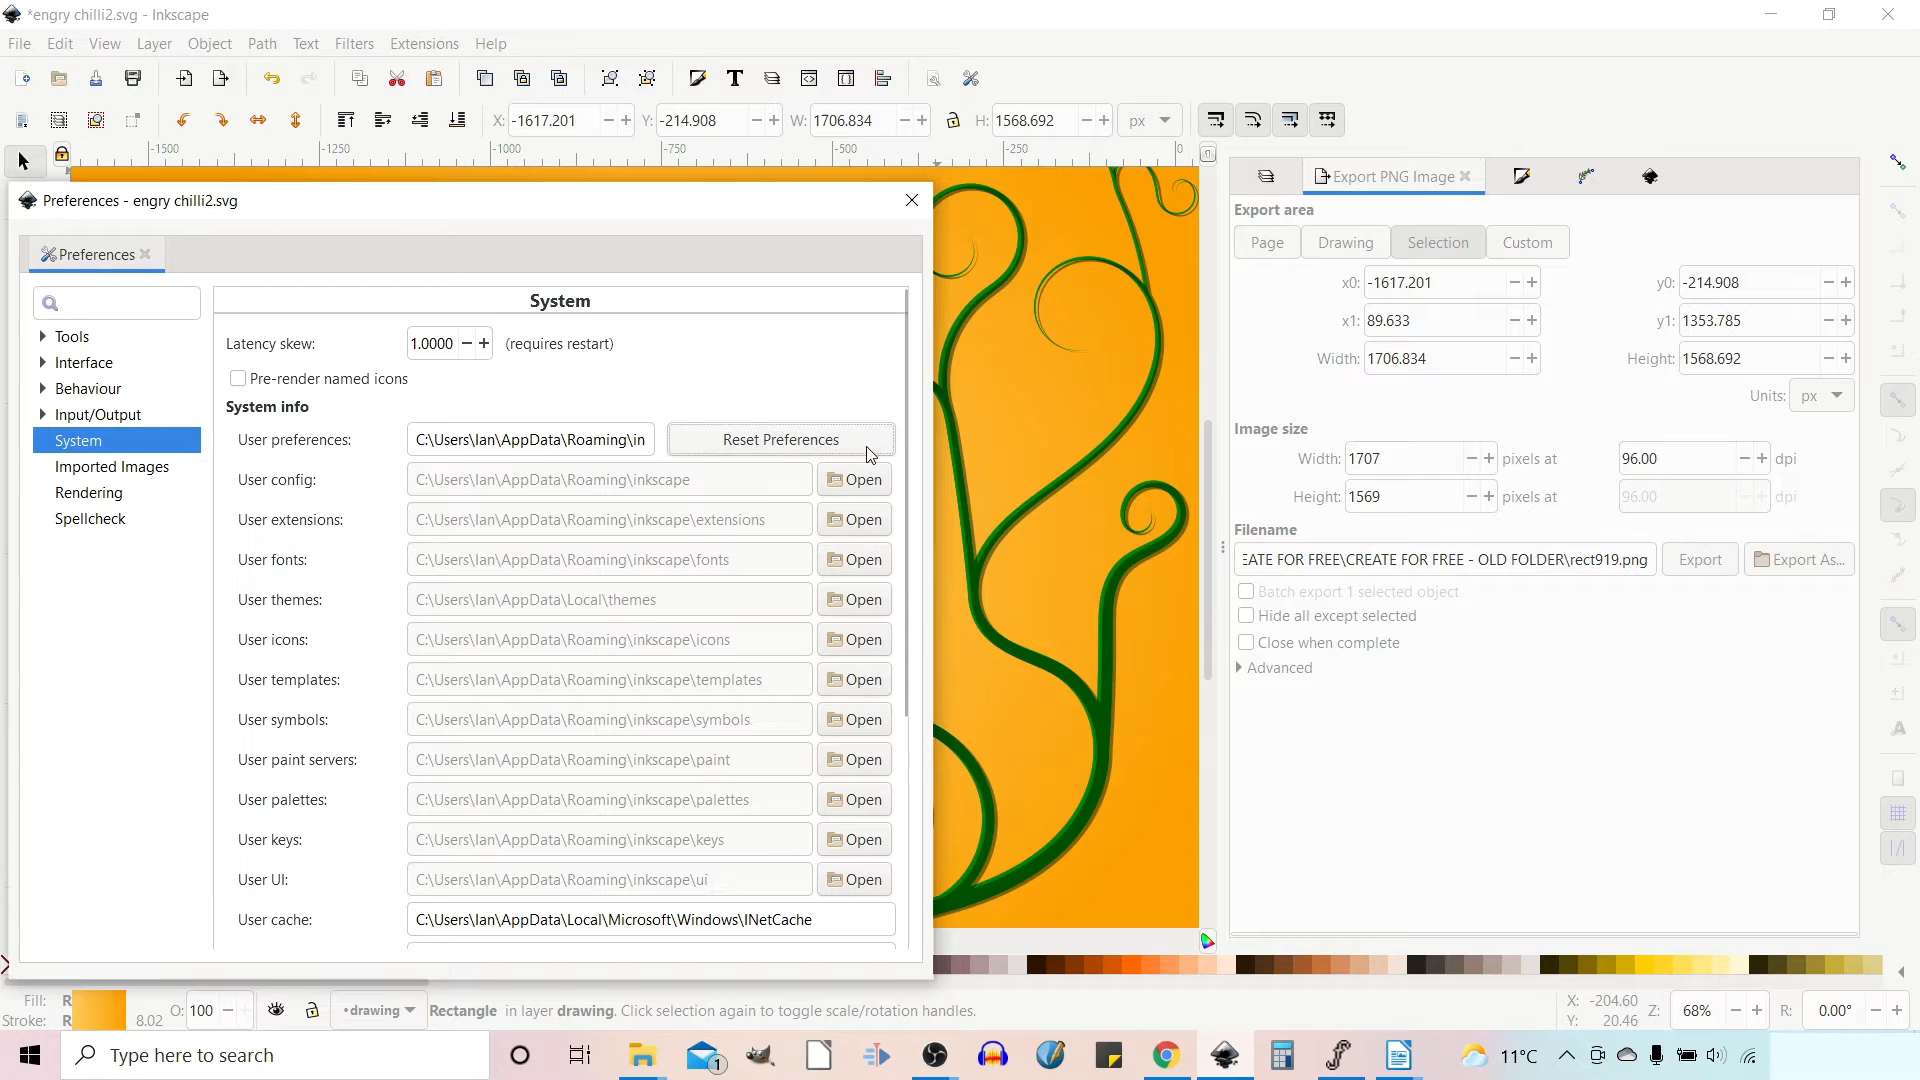 *engry chilli2.svg - Inkscape
File Edit View Layer Object Path Text Filters Extensions Help
X: -1617.201 Y: -214.908 W: 1706.834 H: 1568.692 px
-1500 -1250 -1000 -750 -500 -250 0
Preferences - engry chilli2.svg
Preferences
System
Latency skew: 1.0000 (requires restart)
Pre-render named icons
System info
User preferences: C:\Users\Ian\AppData\Roaming\in Reset Preferences
User config: C:\Users\Ian\AppData\Roaming\inkscape Open
User extensions: C:\Users\Ian\AppData\Roaming\inkscape\extensions Open
User fonts: C:\Users\Ian\AppData\Roaming\inkscape\fonts Open
User themes: C:\Users\Ian\AppData\Local\themes Open
User icons: C:\Users\Ian\AppData\Roaming\inkscape\icons Open
User templates: C:\Users\Ian\AppData\Roaming\inkscape\templates Open
User symbols: C:\Users\Ian\AppData\Roaming\inkscape\symbols Open
User paint servers: C:\Users\Ian\AppData\Roaming\inkscape\paint Open
User palettes: C:\Users\Ian\AppData\Roaming\inkscape\palettes Open
User keys: C:\Users\Ian\AppData\Roaming\inkscape\keys Open
User UI: C:\Users\Ian\AppData\Roaming\inkscape\ui Open
User cache: C:\Users\Ian\AppData\Local\Microsoft\Windows\INetCache
Tools
Interface
Behaviour
Input/Output
System
Imported Images
Rendering
Spellcheck
Export PNG Image
Export area
Page Drawing Selection Custom
x0: -1617.201 y0: -214.908
x1: 89.633 y1: 1353.785
Width: 1706.834 Height: 1568.692
Units: px
Image size
Width: 1707 pixels at 96.00 dpi
Height: 1569 pixels at 96.00 dpi
Filename
EATE FOR FREE\CREATE FOR FREE - OLD FOLDER\rect919.png Export Export As...
Batch export 1 selected object
Hide all except selected
Close when complete
Advanced
Fill: R O: 100 •drawing Rectangle in layer drawing. Click selection again to toggle scale/rotation handles. X: -204.60 Z: 68% R: 0.00°
Stroke: R 8.02 Y: 20.46
Type here to search 1 11°C